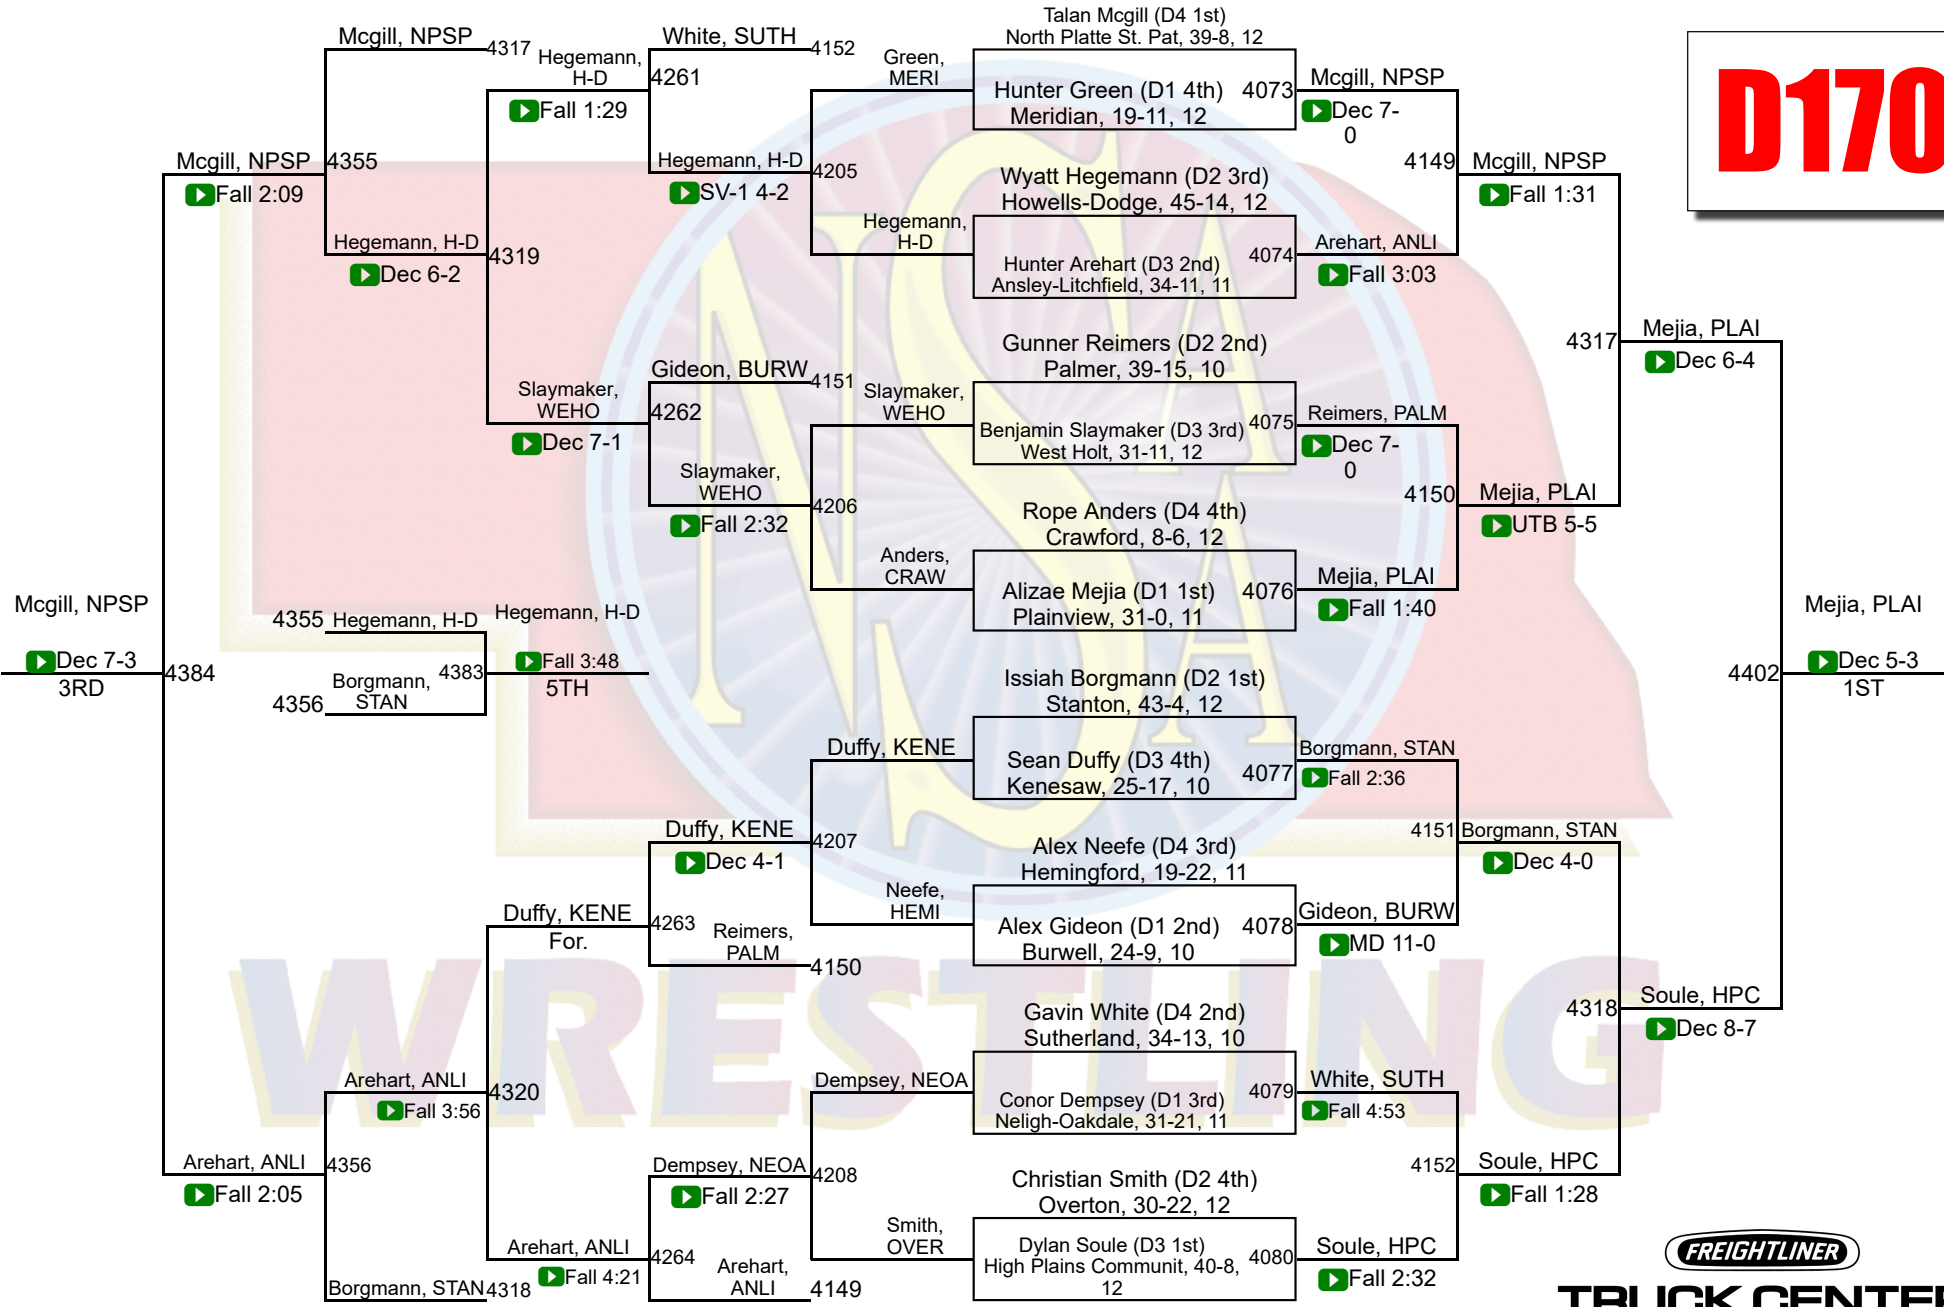 D170
Mcgill, NPSP
4317
Hegemann,
H-D
Fall 1:29
White, SUTH
4152
4261
Hegemann, H-D
SV-1 4-2
4205
Mcgill, NPSP
Fall 2:09
4355
Hegemann, H-D
Dec 6-2
4319
Gideon, BURW
4151
Slaymaker,
WEHO
Dec 7-1
4262
Slaymaker,
WEHO
Fall 2:32
4206
Green,
MERI
Hegemann,
H-D
Slaymaker,
WEHO
Anders,
CRAW
Talan Mcgill (D4 1st)
North Platte St. Pat, 39-8, 12
Hunter Green (D1 4th)
Meridian, 19-11, 12
4073
Mcgill, NPSP
Dec 7-
0
Wyatt Hegemann (D2 3rd)
Howells-Dodge, 45-14, 12
Hunter Arehart (D3 2nd)
Ansley-Litchfield, 34-11, 11
4074
Arehart, ANLI
Fall 3:03
4149
Mcgill, NPSP
Fall 1:31
Gunner Reimers (D2 2nd)
Palmer, 39-15, 10
Benjamin Slaymaker (D3 3rd)
West Holt, 31-11, 12
4075
Reimers, PALM
Dec 7-
0
Rope Anders (D4 4th)
Crawford, 8-6, 12
Alizae Mejia (D1 1st)
Plainview, 31-0, 11
4076
Mejia, PLAI
Fall 1:40
4150
Mejia, PLAI
UTB 5-5
4317
Mejia, PLAI
Dec 6-4
Mcgill, NPSP
Dec 7-3
3RD
4384
4355
Hegemann, H-D
4356
Borgmann,
STAN
4383
Hegemann, H-D
Fall 3:48
5TH
4402
Mejia, PLAI
Dec 5-3
1ST
Issiah Borgmann (D2 1st)
Stanton, 43-4, 12
Sean Duffy (D3 4th)
Kenesaw, 25-17, 10
4077
Borgmann, STAN
Fall 2:36
Alex Neefe (D4 3rd)
Hemingford, 19-22, 11
Alex Gideon (D1 2nd)
Burwell, 24-9, 10
4078
Gideon, BURW
MD 11-0
4151
Borgmann, STAN
Dec 4-0
Duffy, KENE
Neefe,
HEMI
4207
Duffy, KENE
Dec 4-1
Duffy, KENE
For.
4263
Reimers,
PALM
4150
Gavin White (D4 2nd)
Sutherland, 34-13, 10
Conor Dempsey (D1 3rd)
Neligh-Oakdale, 31-21, 11
4079
White, SUTH
Fall 4:53
Christian Smith (D2 4th)
Overton, 30-22, 12
Dylan Soule (D3 1st)
High Plains Communit, 40-8,
12
4080
Soule, HPC
Fall 2:32
4152
Soule, HPC
Fall 1:28
4318
Soule, HPC
Dec 8-7
Dempsey, NEOA
Smith,
OVER
4208
Dempsey, NEOA
Fall 2:27
Arehart, ANLI
Fall 3:56
4320
Arehart, ANLI
Fall 2:05
4356
Arehart, ANLI
Fall 4:21
4264
Arehart,
ANLI
4149
Borgmann, STAN
4318
NSAA
WRESTLING
FREIGHTLINER
TRUCK CENTER